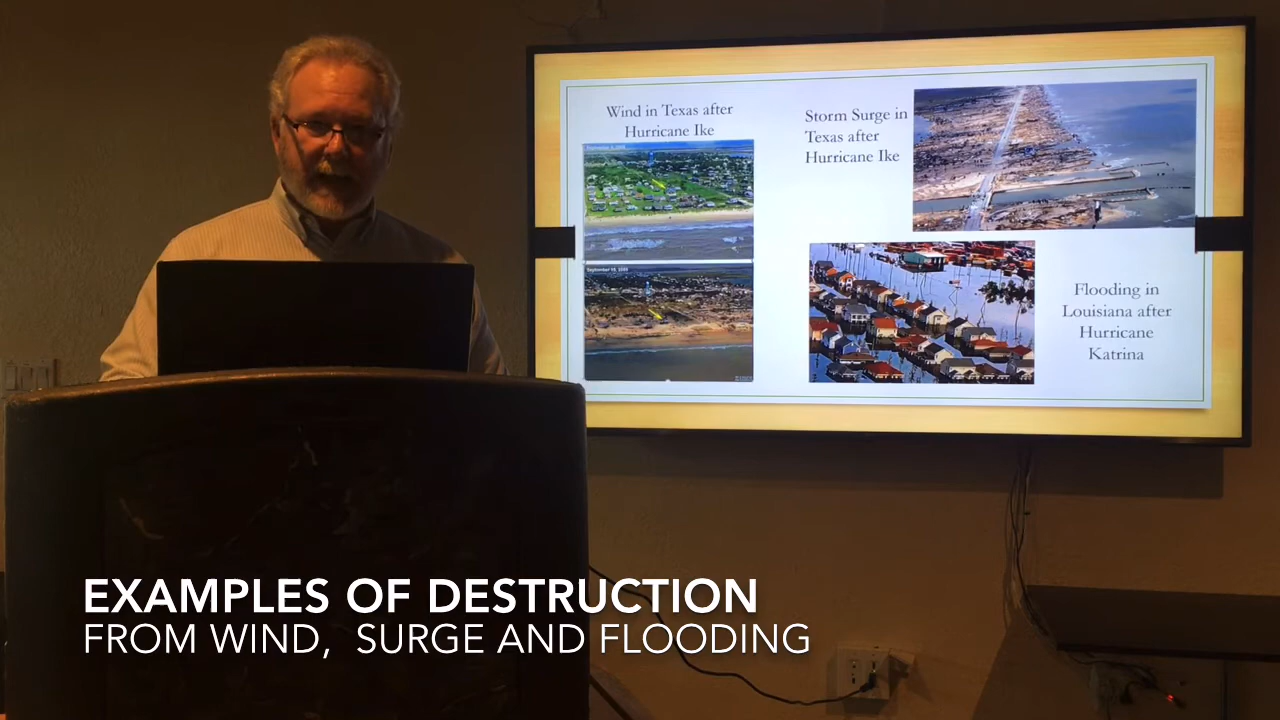 Wind in Texas after
Hurricane Ike
Storm Surge in
Texas after
Hurricane Ike
Flooding in
Louisiana after
Hurricane
Katrina
EXAMPLES OF DESTRUCTION
FROM WIND, SURGE AND FLOODING